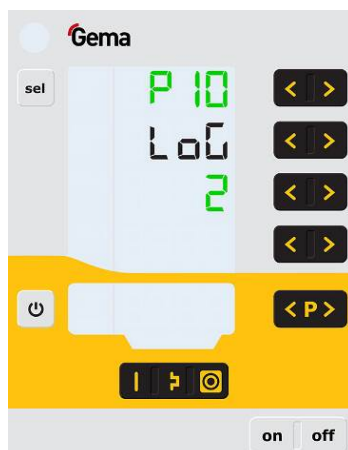 Gema
sel
P 10
LoG
2
< >
< >
< >
< >
< P >
on off